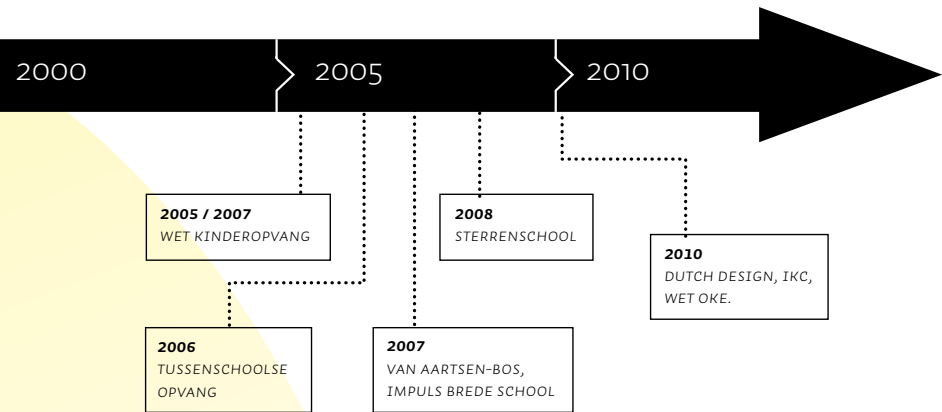 2000
2005
2010
2005 / 2007
WET KINDEROPVANG
2008
STERRENSCHOOL
2010
DUTCH DESIGN, IKC,
WET OKE.
2006
TUSSENSCHOOLSE
OPVANG
2007
VAN AARTSEN-BOS,
IMPULS BREDE SCHOOL